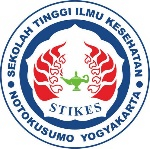 SEKOLAH TINGGI ILMU KESEHATAN
STIKES
NOTOKUSUMO YOGYAKARTA